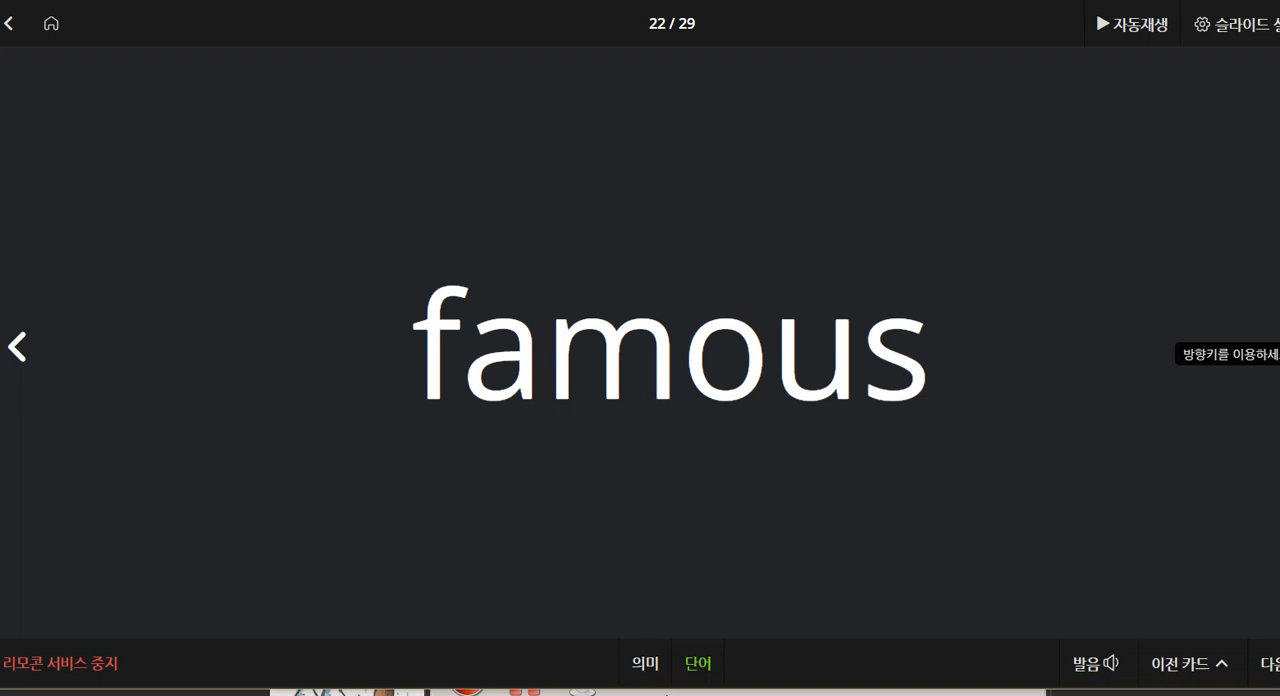 22 / 29
자동재생
슬라이드
famous
방향키를 이용하세
리모콘 서비스 중지
의미
단어
발음
이전 카드